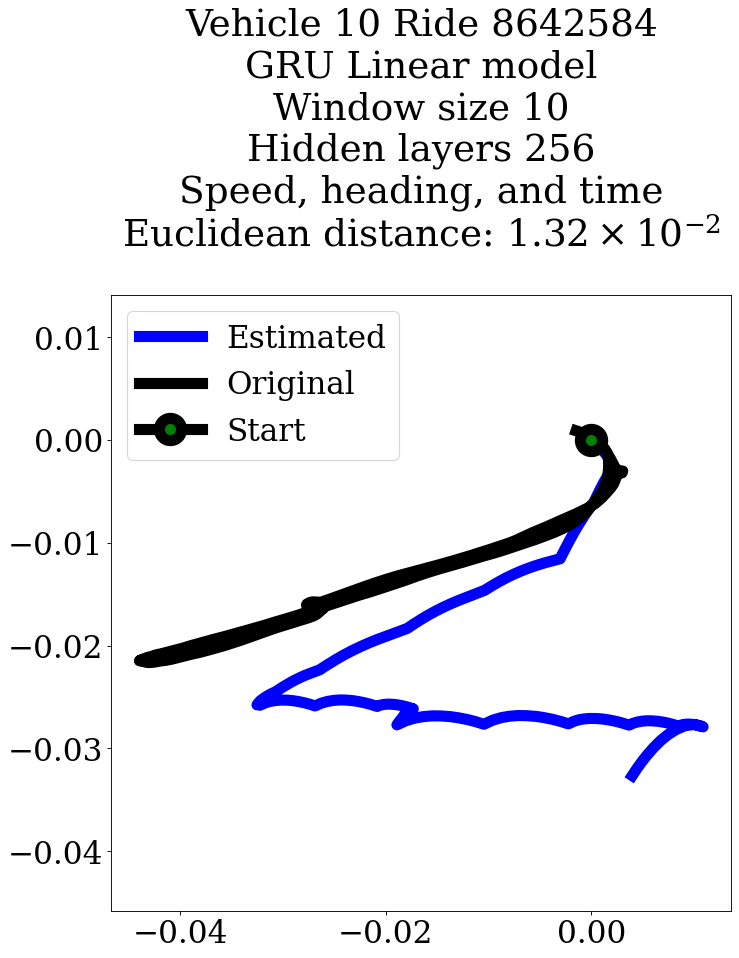 Vehicle 10 Ride 8642584
GRU Linear model
Window size 10
Hidden layers 256
Speed, heading, and time
Euclidean distance: 1.32 × 10⁻²
Estimated
Original
Start
0.01
0.00
−0.01
−0.02
−0.03
−0.04
−0.04 −0.02 0.00